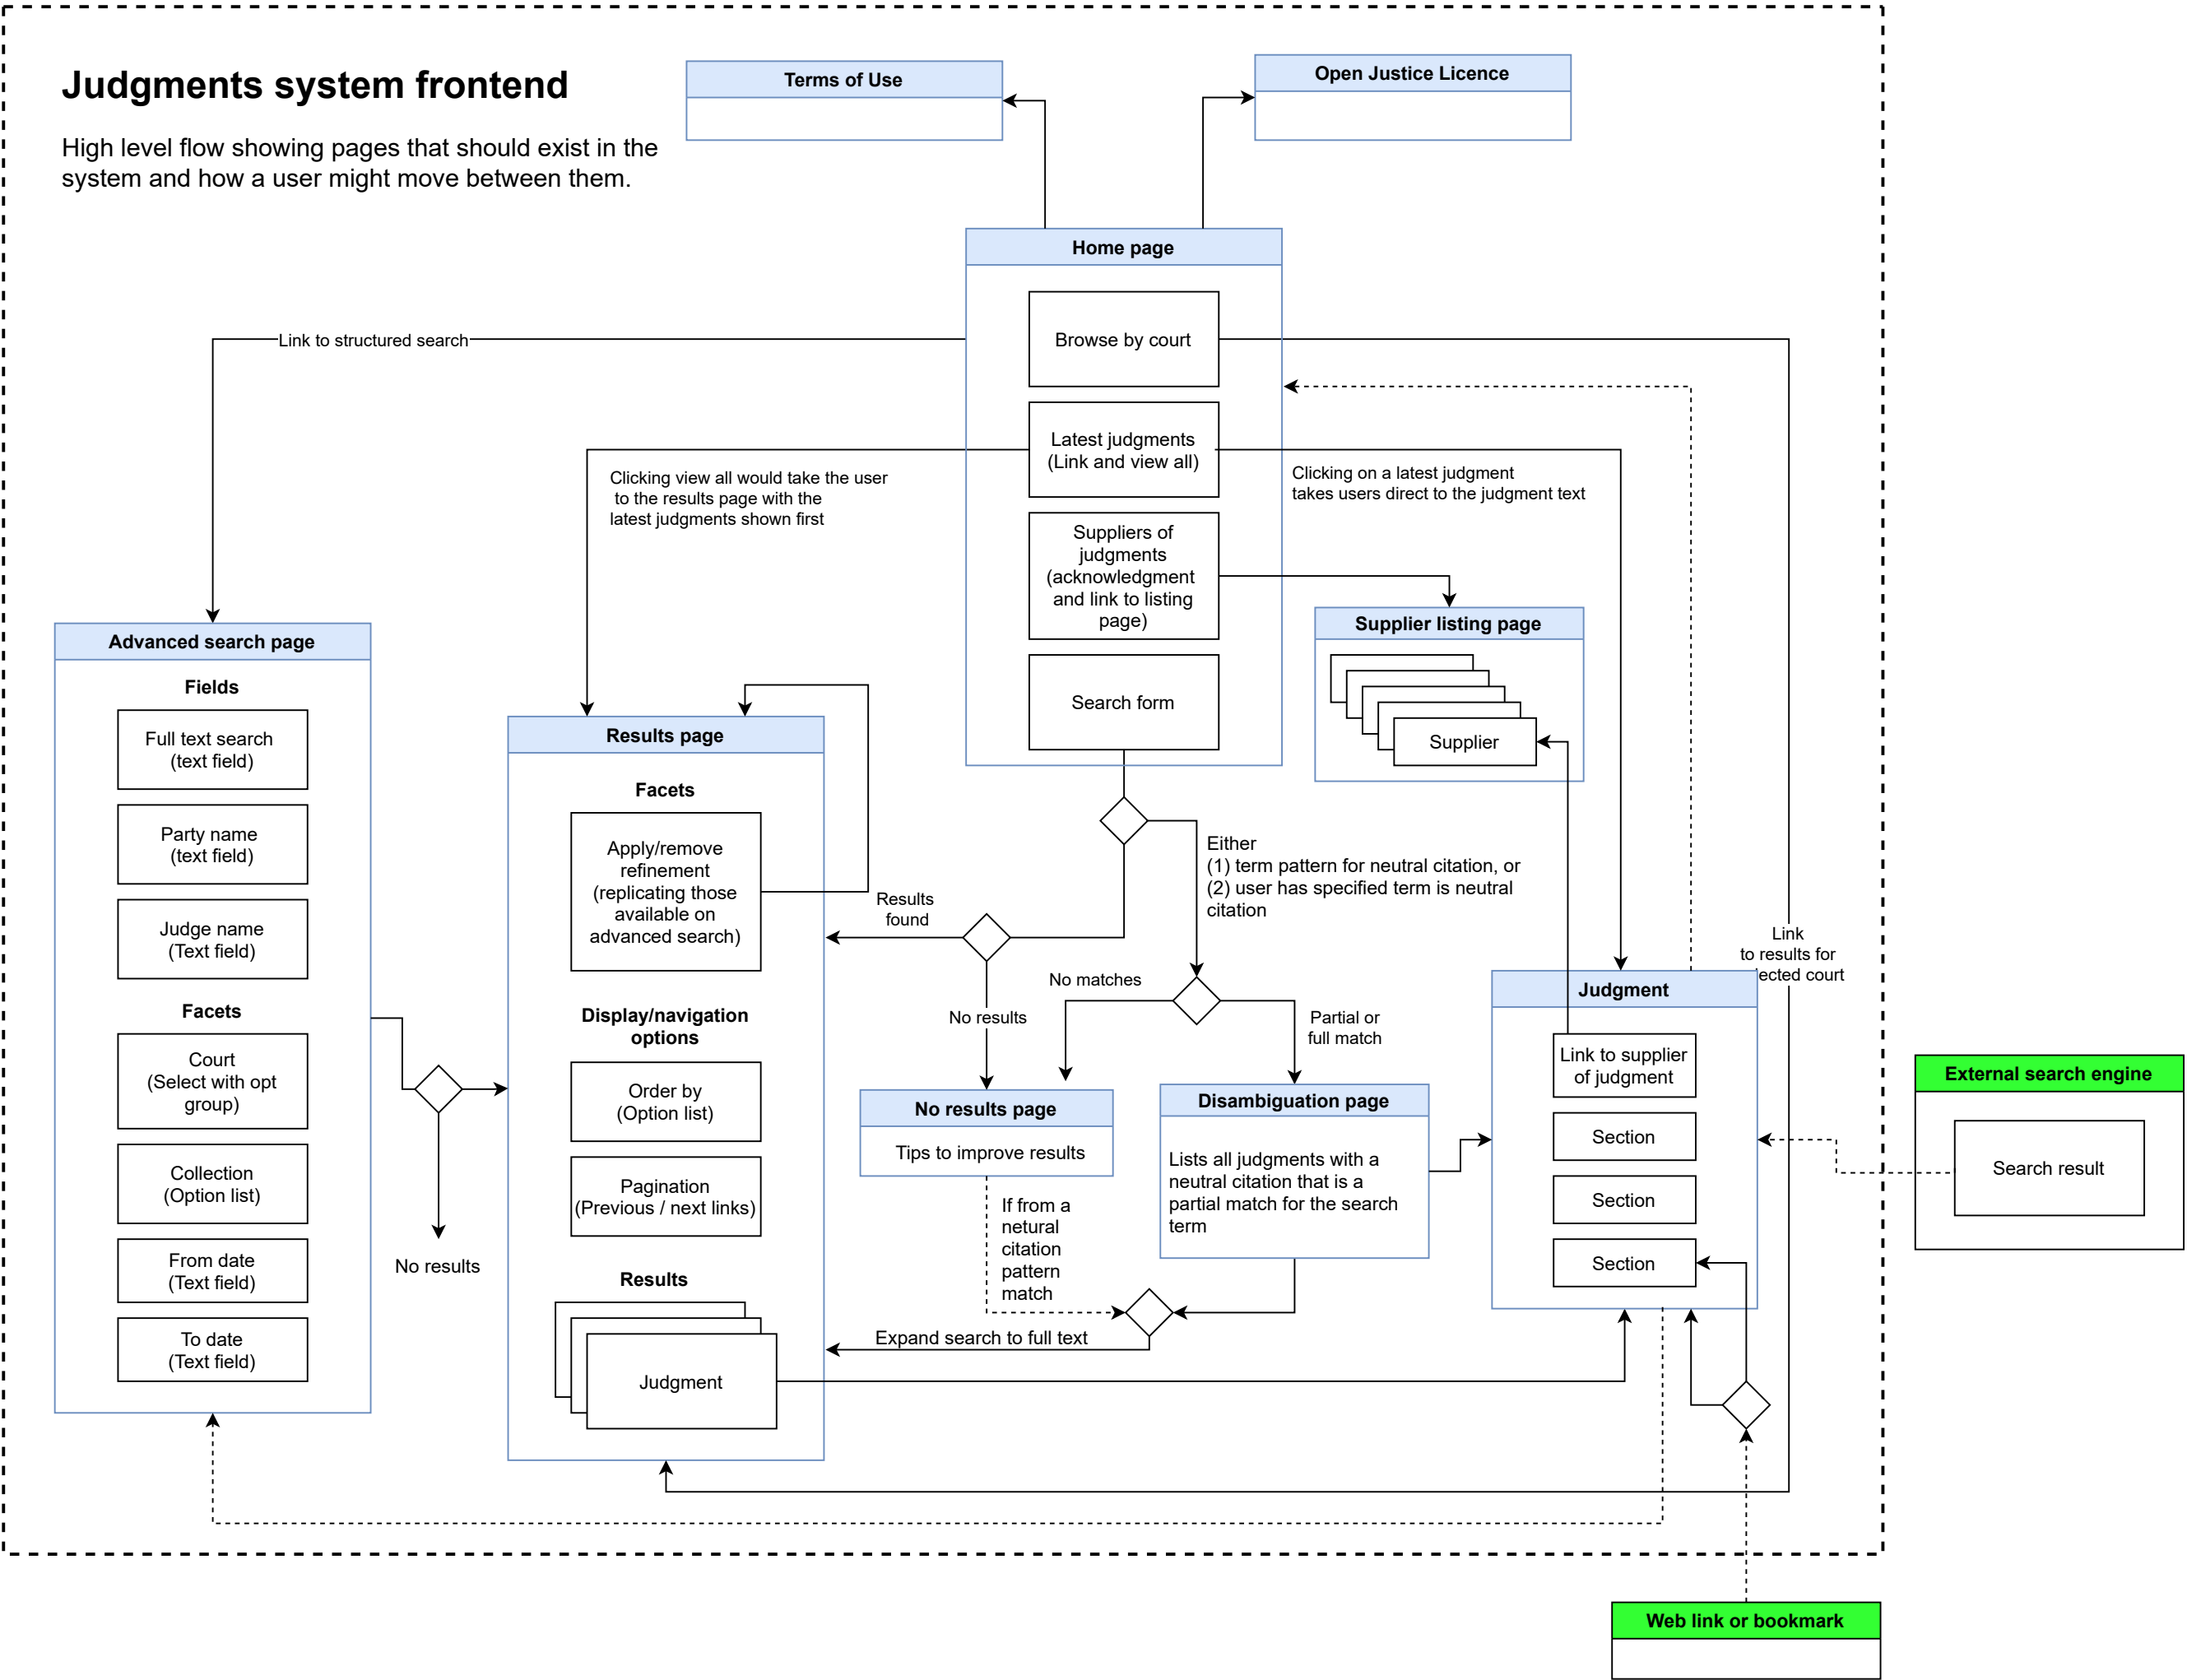 Judgments system frontend
High level flow showing pages that should exist in the
system and how a user might move between them.
Terms of Use
Open Justice Licence
Home page
Browse by court
Link to structured search
Latest judgments
(Link and view all)
Clicking view all would take the user
to the results page with the
latest judgments shown first
Clicking on a latest judgment
takes users direct to the judgment text
Suppliers of
judgments
(acknowledgment
and link to listing
page)
Search form
Supplier listing page
Supplier
Advanced search page
Fields
Full text search
(text field)
Party name
(text field)
Judge name
(Text field)
Facets
Court
(Select with opt
group)
Collection
(Option list)
From date
(Text field)
To date
(Text field)
No results
Results page
Facets
Apply/remove
refinement
(replicating those
available on
advanced search)
Display/navigation
options
Order by
(Option list)
Pagination
(Previous / next links)
Results
Judgment
Results
found
No results
Either
(1) term pattern for neutral citation, or
(2) user has specified term is neutral
citation
No matches
Partial or
full match
No results page
Tips to improve results
Disambiguation page
Lists all judgments with a
neutral citation that is a
partial match for the search
term
If from a
netural
citation
pattern
match
Expand search to full text
Link
to results for
ected court
Judgment
Link to supplier
of judgment
Section
Section
Section
External search engine
Search result
Web link or bookmark